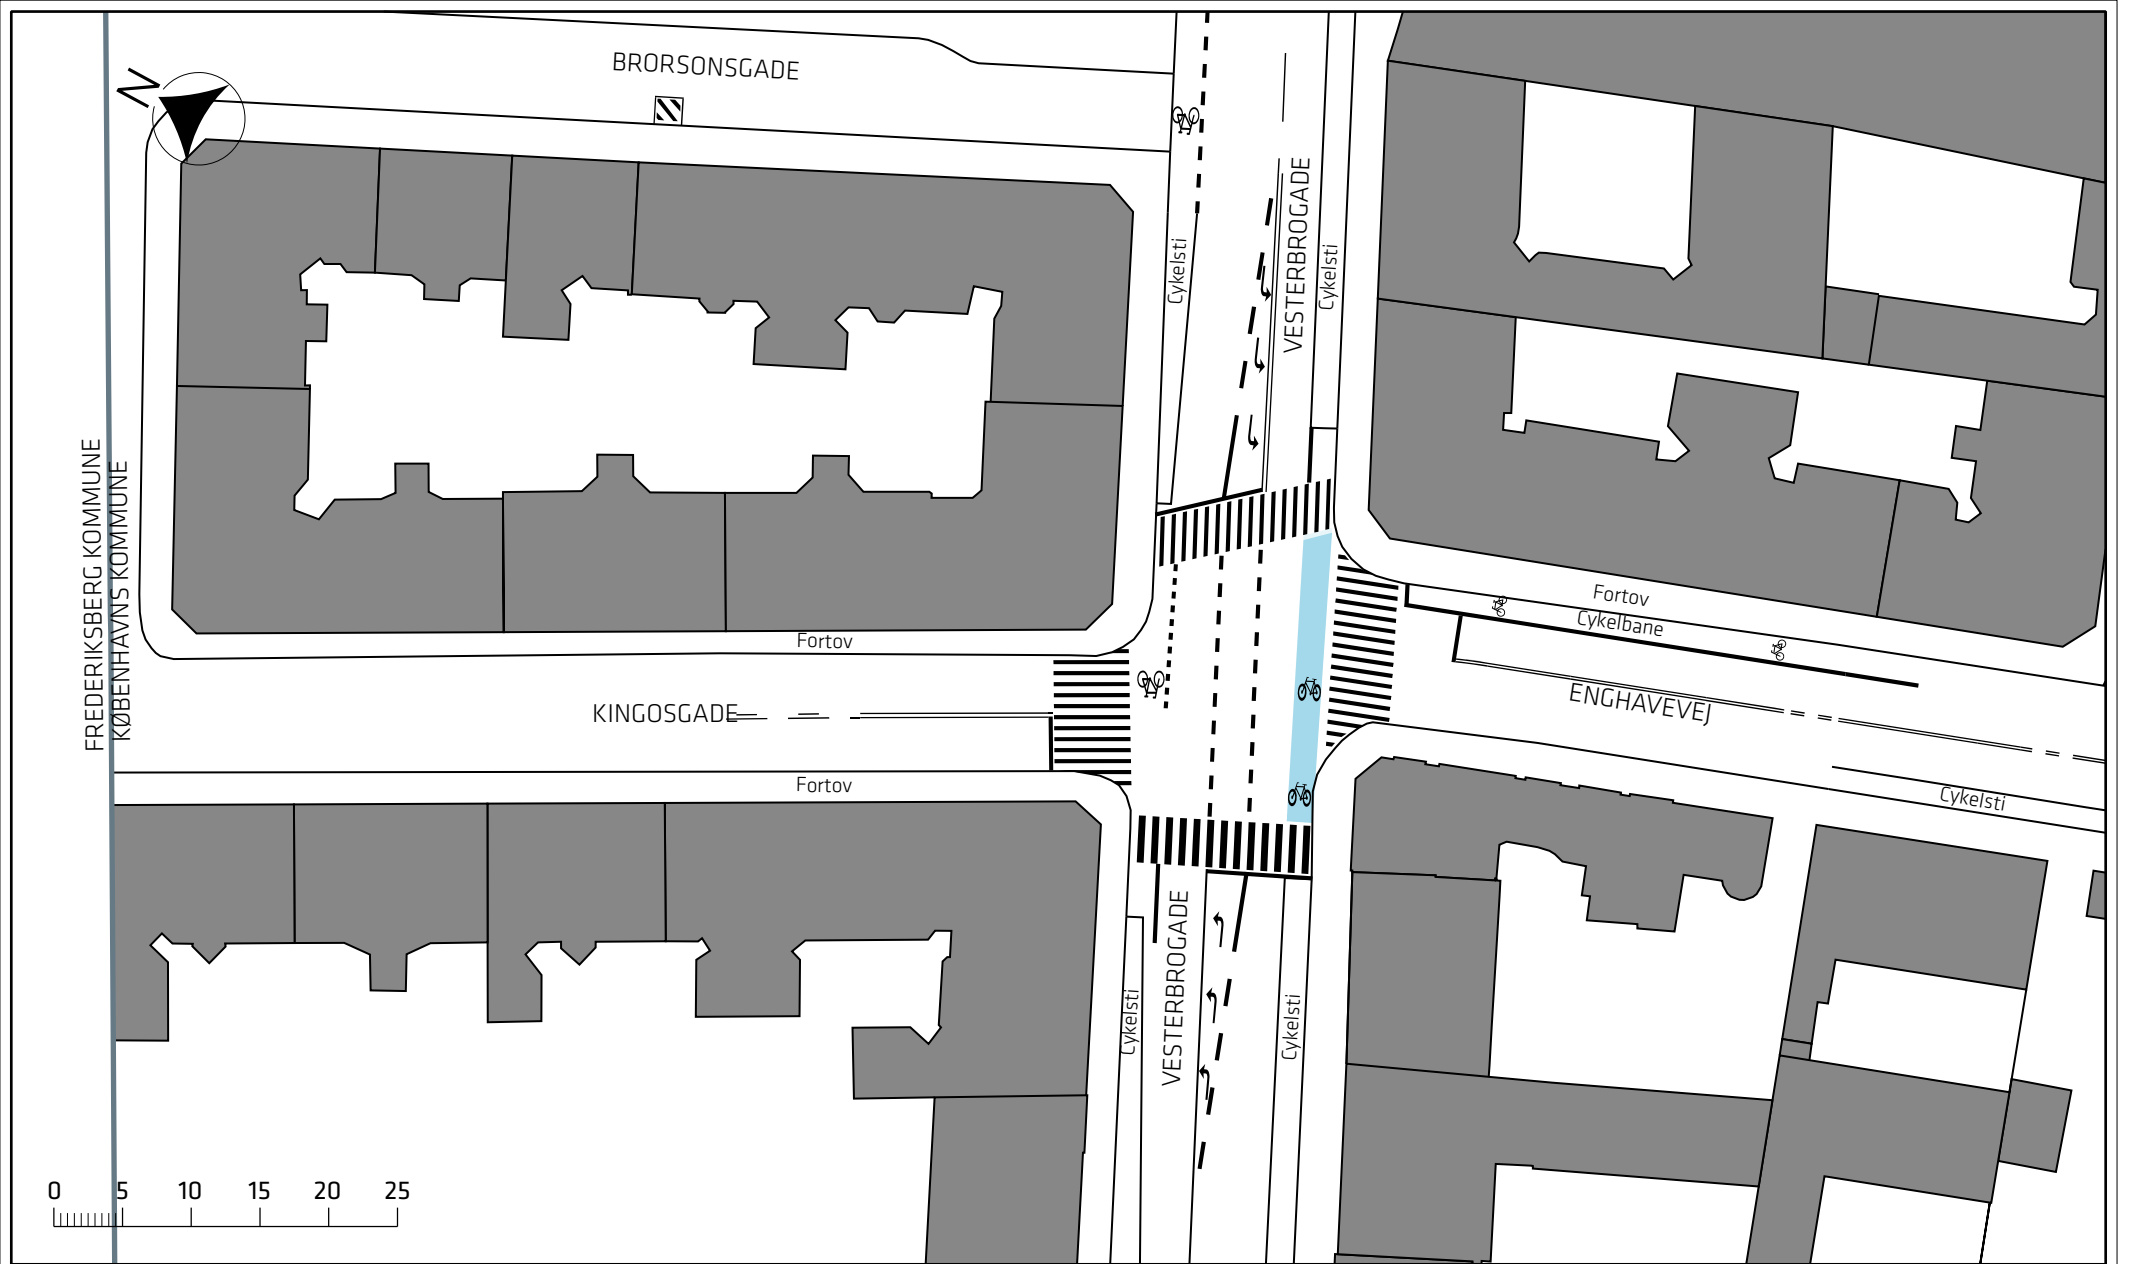 BRORSONSGADE
N
VESTERBROGADE
Cykelsti
Cykelsti
FREDERIKSBERG KOMMUNE
KØBENHAVNS KOMMUNE
Fortov
Fortov
Cykelbane
KINGOSGADE
ENGHAVEVEJ
Fortov
Cykelsti
VESTERBROGADE
Cykelsti
Cykelsti
0 5 10 15 20 25